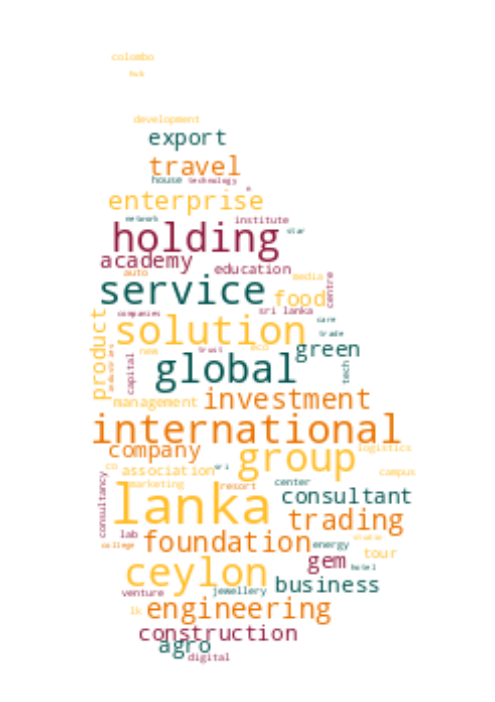 colombo
hub
development
export
travel
house technology
enterprise
network institute
star
holding
academy
education
auto media
service
centre
food
companies sri lanka
product
solution
care
trade
new trust eco green
industries
capital
global
tech
management investment
international
company
logistics
group
co association sri
campus
marketing resort center
consultancy
lanka
consultant
trading
lab
foundation
studio
college energy
tour
gem
hotel
ceylon
business
venture jewellery
lk engineering
construction
agro
digital